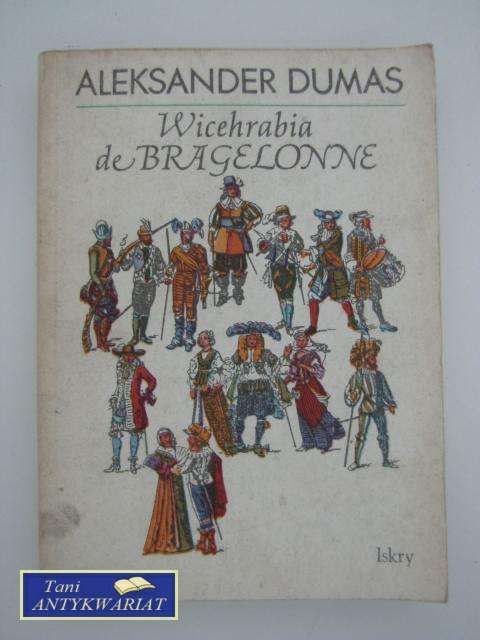 ALEKSANDER DUMAS
Wicehrabia
de BRAGELONNE
Iskry
Tani
ANTYKWARIAT